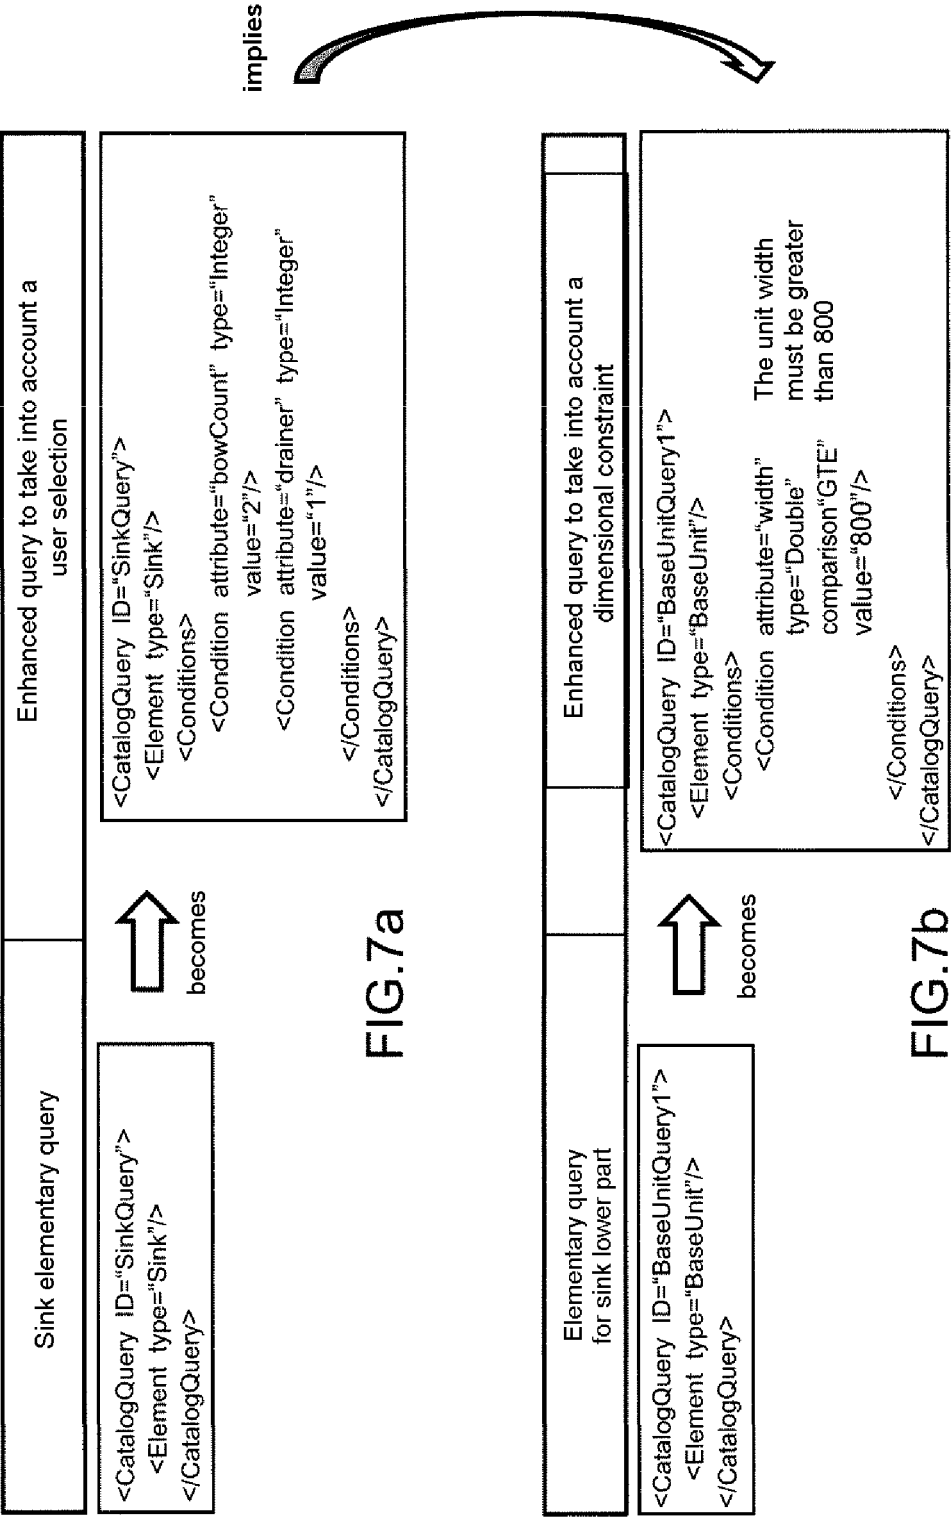 Sink elementary query
Enhanced query to take into account a
user selection
<CatalogQuery ID=“SinkQuery”>
<Element type=“Sink”/>
</CatalogQuery>
becomes
<CatalogQuery ID=“SinkQuery”>
<Element type=“Sink”/>
<Conditions>
<Condition attribute=“bowCount” type=“Integer”
value=“2”/>
<Condition attribute=“drainer” type=“Integer”
value=“1”/>
</Conditions>
</CatalogQuery>
implies
FIG.7a
Elementary query
for sink lower part
Enhanced query to take into account a
dimensional constraint
<CatalogQuery ID=“BaseUnitQuery1”>
<Element type=“BaseUnit”/>
</CatalogQuery>
becomes
<CatalogQuery ID=“BaseUnitQuery1”>
<Element type=“BaseUnit”/>
<Conditions>
<Condition attribute=“width”
type=“Double”
comparison“GTE”
value=“800”/>
The unit width
must be greater
than 800
</Conditions>
</CatalogQuery>
FIG.7b